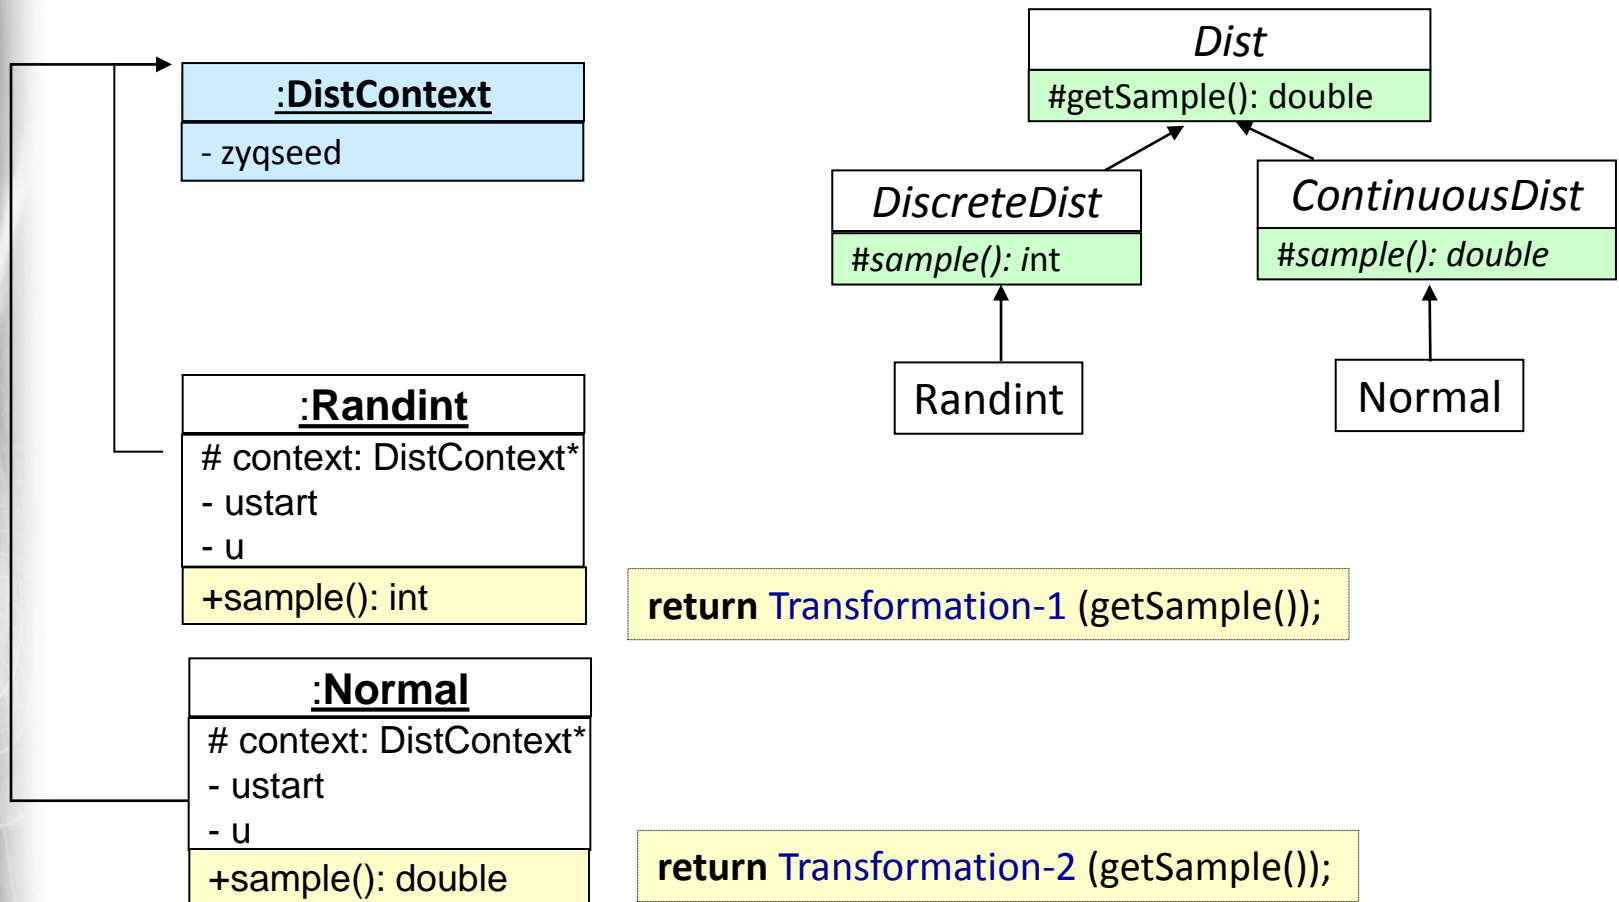 :DistContext
- zyqseed
Dist
#getSample(): double
DiscreteDist
#sample(): int
ContinuousDist
#sample(): double
Randint
Normal
:Randint
# context: DistContext*
- ustart
- u
+sample(): int
return Transformation-1 (getSample());
:Normal
# context: DistContext*
- ustart
- u
+sample(): double
return Transformation-2 (getSample());